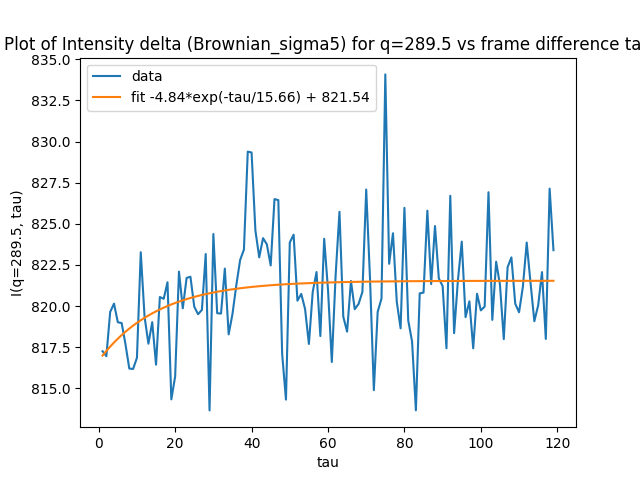 Plot of Intensity delta (Brownian_sigma5) for q=289.5 vs frame difference ta
835.0
832.5
830.0
827.5
825.0
822.5
820.0
817.5
815.0
I(q=289.5, tau)
data
fit -4.84*exp(-tau/15.66) + 821.54
0 20 40 60 80 100 120
tau